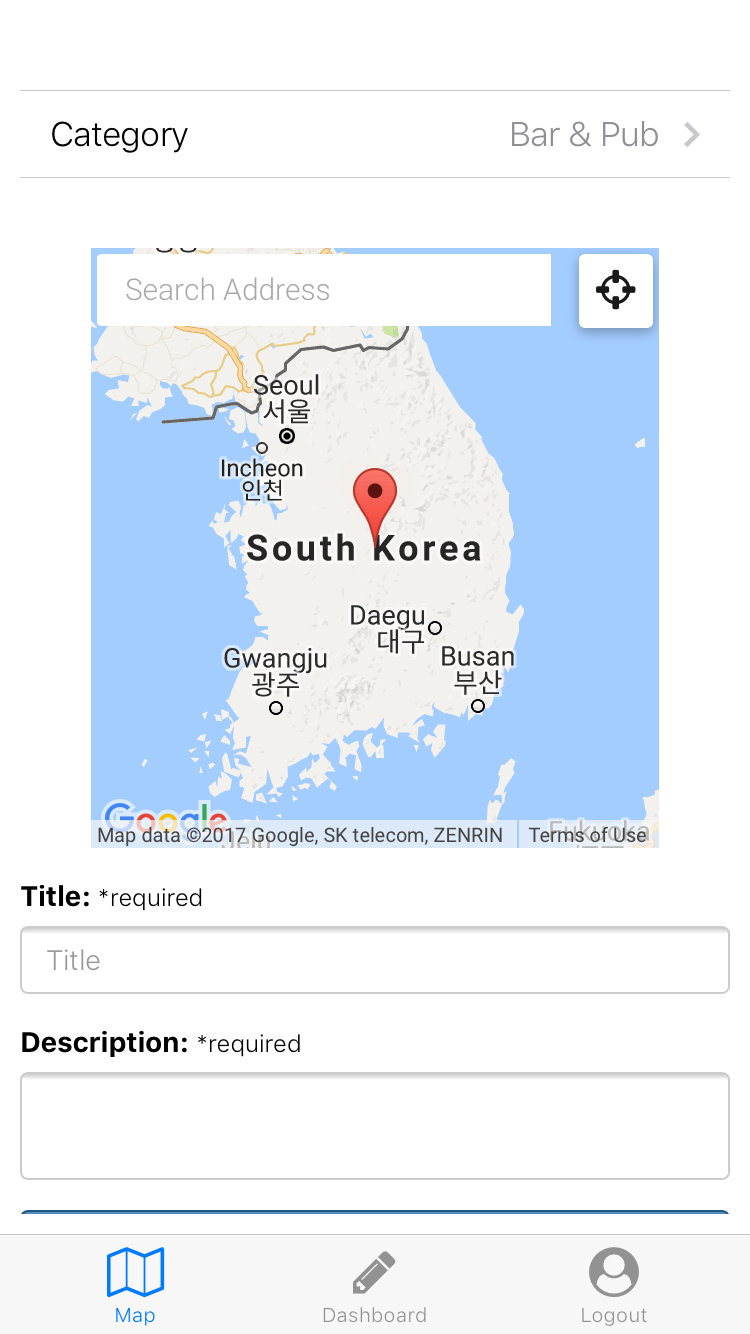 Category
Bar & Pub
Search Address
Seoul
서울
Incheon
인천
South Korea
Daegu
대구
Busan
부산
Gwangju
광주
Google
Map data ©2017 Google, SK telecom, ZENRIN
Terms of Use
Title: *required
Title
Description: *required
Map
Dashboard
Logout